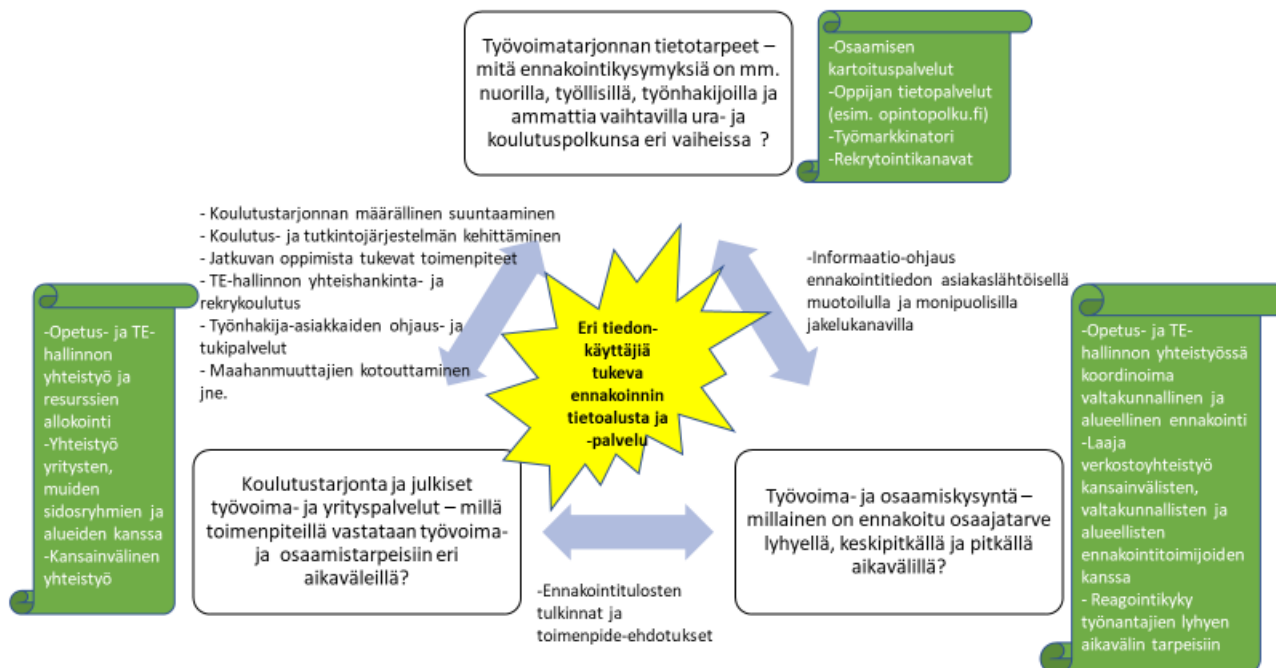 Työvoimatarjonnan tietotarpeet –
mitä ennakointikysymyksiä on mm.
nuorilla, työllisillä, työnhakijoilla ja
ammattia vaihtavilla ura- ja
koulutuspolkunsa eri vaiheissa ?
-Osaamisen
kartoituspalvelut
-Oppijan tietopalvelut
(esim. opintopolku.fi)
-Työmarkkinatori
-Rekrytointikanavat
- Koulutustarjonnan määrällinen suuntaaminen
- Koulutus- ja tutkintojärjestelmän kehittäminen
- Jatkuvan oppimista tukevat toimenpiteet
- TE-hallinnon yhteishankinta- ja
rekrykoulutus
- Työnhakija-asiakkaiden ohjaus- ja
tukipalvelut
- Maahanmuuttajien kotouttaminen
jne.
-Informaatio-ohjaus
ennakointitiedon asiakaslähtöisellä
muotoilulla ja monipuolisilla
jakelukanavilla
Eri tiedon-
käyttäjiä
tukeva
ennakoinnin
tietoalusta ja
-palvelu
-Opetus- ja TE-
hallinnon
yhteistyö ja
resurssien
allokointi
-Yhteistyö
yritysten,
muiden
sidosryhmien ja
alueiden kanssa
-Kansainvälinen
yhteistyö
Koulutustarjonta ja julkiset
työvoima- ja yrityspalvelut – millä
toimenpiteillä vastataan työvoima-
ja osaamistarpeisiin eri
aikaväleillä?
-Ennakointitulosten
tulkinnat ja
toimenpide-ehdotukset
Työvoima- ja osaamiskysyntä –
millainen on ennakoitu osaajatarve
lyhyellä, keskipitkällä ja pitkällä
aikavälillä?
-Opetus- ja TE-
hallinnon yhteistyössä
koordinoima
valtakunnallinen ja
alueellinen ennakointi
-Laaja
verkostoyhteistyö
kansainvälisten,
valtakunnallisten ja
alueellisten
ennakointitoimijoiden
kanssa
- Reagointikyky
työnantajien lyhyen
aikavälin tarpeisiin